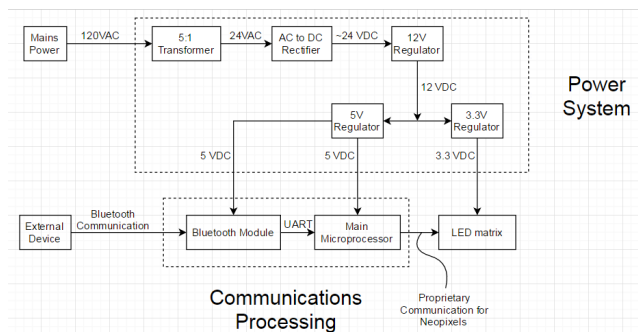 Mains
Power
120VAC
5:1
Transformer
24VAC
AC to DC
Rectifier
~24 VDC
12V
Regulator
12 VDC
Power
System
5V
Regulator
3.3V
Regulator
5 VDC
5 VDC
3.3 VDC
External
Device
Bluetooth
Communication
Bluetooth Module
UART
Main
Microprocessor
LED matrix
Communications
Processing
Proprietary
Communication for
Neopixels